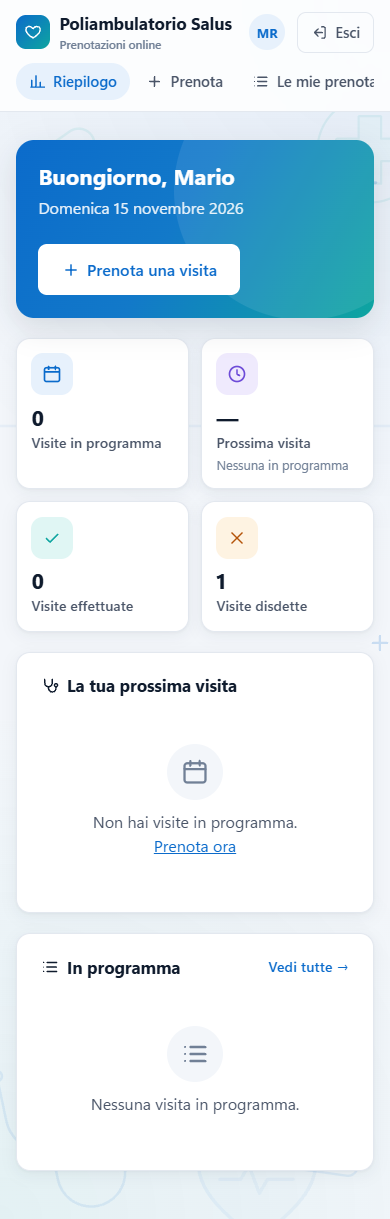 Poliambulatorio Salus
Prenotazioni online
MR
Esci
Riepilogo
Prenota
Le mie prenota
Buongiorno, Mario
Domenica 15 novembre 2026
Prenota una visita
0
Visite in programma
—
Prossima visita
Nessuna in programma
0
Visite effettuate
1
Visite disdette
La tua prossima visita
Non hai visite in programma.
Prenota ora
In programma
Vedi tutte →
Nessuna visita in programma.